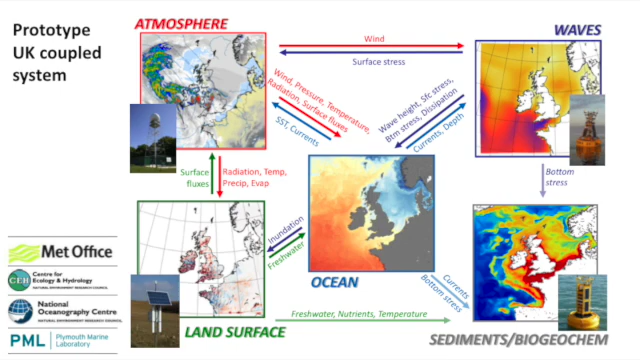 Prototype
UK coupled
system
ATMOSPHERE
Wind
Surface stress
WAVES
Wind, Pressure, Temperature,
Radiation, Surface fluxes
SST, Currents
Wave height, Sfc stress,
Btm stress, Dissipation
Currents, Depth
Surface
fluxes
Radiation, Temp,
Precip, Evap
Bottom
stress
Inundation
Freshwater
OCEAN
Currents
Bottom stress
Freshwater, Nutrients, Temperature
LAND SURFACE
SEDIMENTS/BIOGEOCHEM
Met Office
CEH
Centre for
Ecology & Hydrology
NATURAL ENVIRONMENT RESEARCH COUNCIL
National
Oceanography Centre
NATURAL ENVIRONMENT RESEARCH COUNCIL
PML
Plymouth Marine
Laboratory